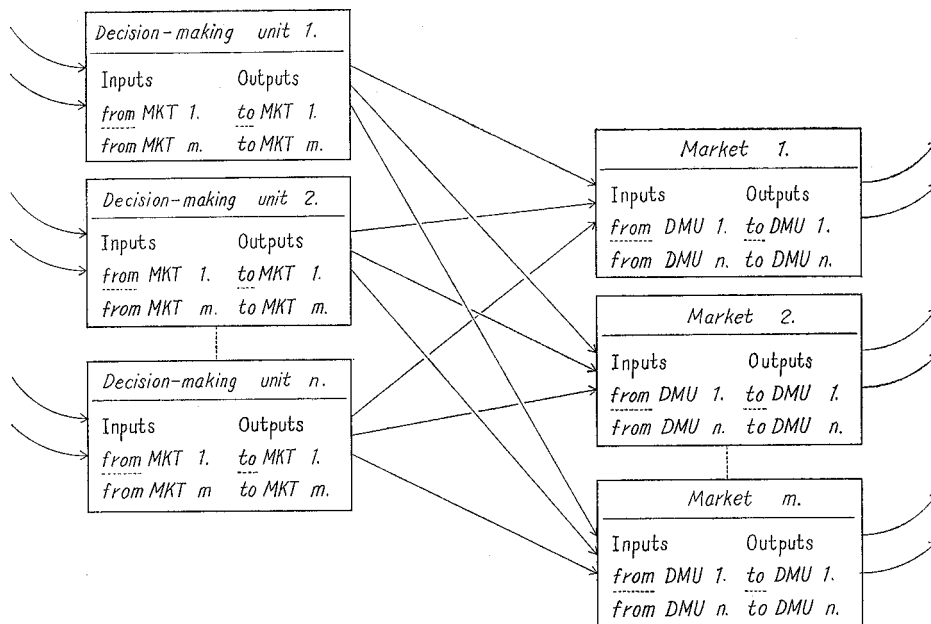 Decision-making unit 1.
Inputs Outputs
from MKT 1. to MKT 1.
from MKT m. to MKT m.
Decision-making unit 2.
Inputs Outputs
from MKT 1. to MKT 1.
from MKT m. to MKT m.
Decision-making unit n.
Inputs Outputs
from MKT 1. to MKT 1.
from MKT m to MKT m.
Market 1.
Inputs Outputs
from DMU 1. to DMU 1.
from DMU n. to DMU n.
Market 2.
Inputs Outputs
from DMU 1. to DMU 1.
from DMU n. to DMU n.
Market m.
Inputs Outputs
from DMU 1. to DMU 1.
from DMU n. to DMU n.